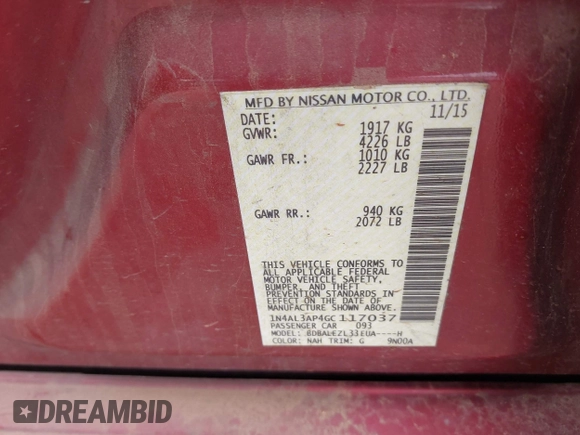 MFD BY NISSAN MOTOR CO., LTD.
DATE: 11/15
GVWR: 1917 KG
4226 LB
GAWR FR.: 1010 KG
2227 LB
GAWR RR.: 940 KG
2072 LB
THIS VEHICLE CONFORMS TO
ALL APPLICABLE FEDERAL
MOTOR VEHICLE SAFETY,
BUMPER, AND THEFT
PREVENTION STANDARDS IN
EFFECT ON THE DATE OF
MANUFACTURE SHOWN ABOVE.
1N4AL3AP4GC117037
PASSENGER CAR 093
MODEL: BDBALEZL33EUA----H
COLOR: NAH TRIM: G 9N00A
DREAMBID